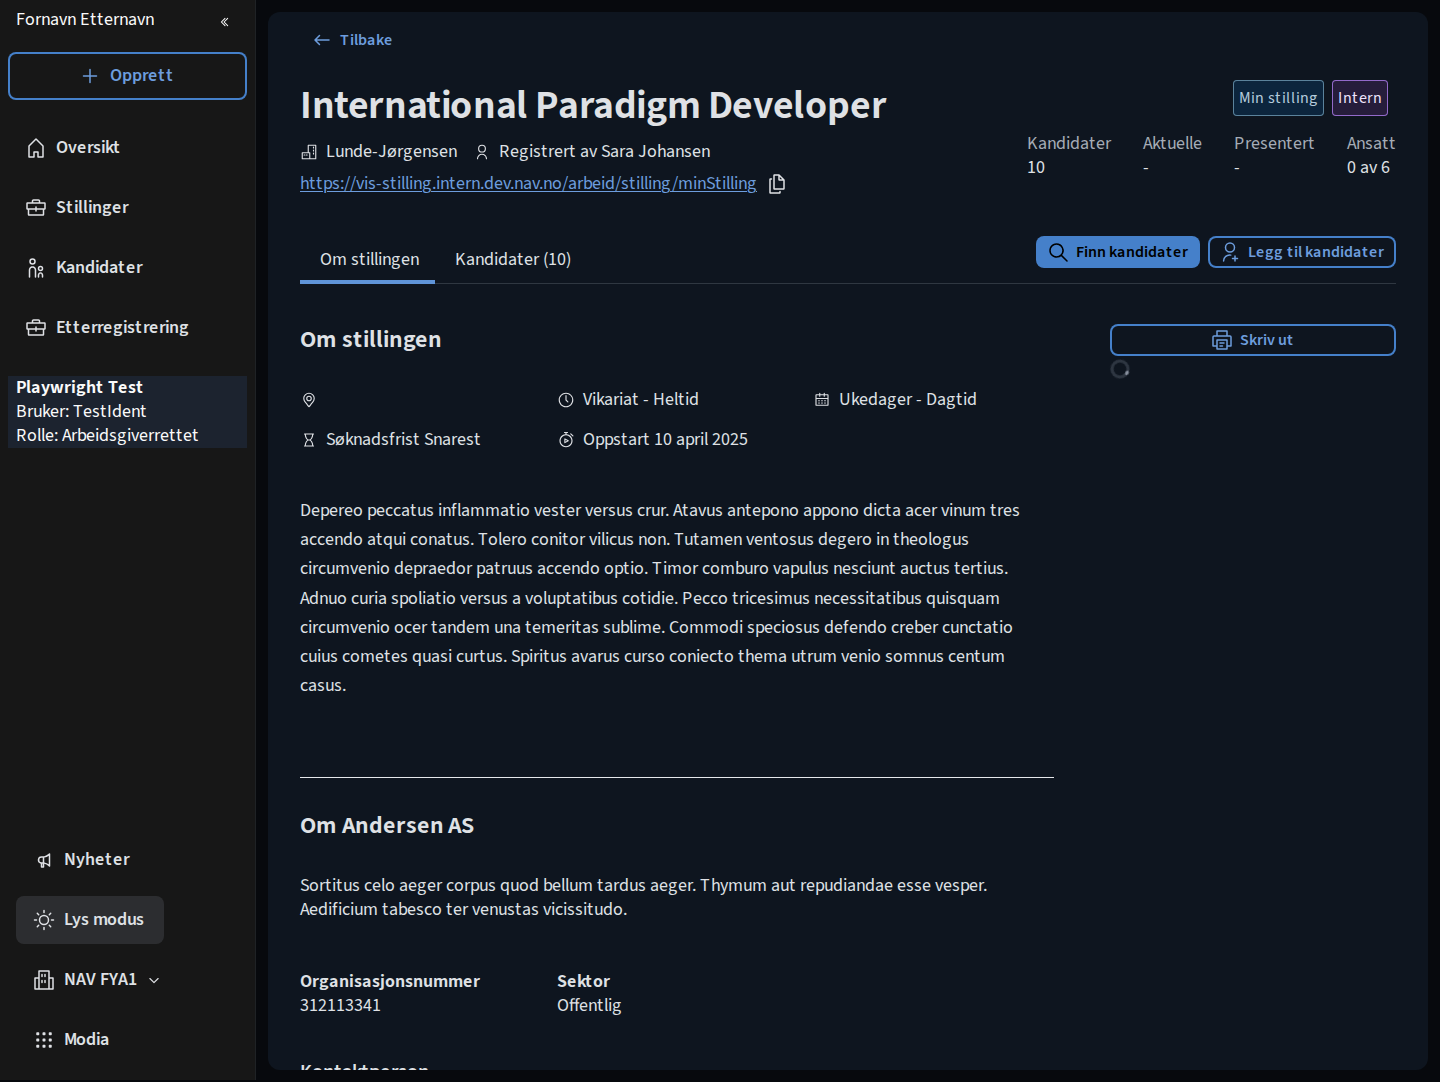 Fornavn Etternavn
Opprett
Oversikt
Stillinger
Kandidater
Etterregistrering
Playwright Test
Bruker: TestIdent
Rolle: Arbeidsgiverrettet
Nyheter
Lys modus
NAV FYA1
Media
Tilbake
International Paradigm Developer
Min stilling
Intern
Lunde-Jørgensen
Registrert av Sara Johansen
https://vis-stilling.intern.dev.nav.no/arbeid/stilling/minStilling
Kandidater
10
Aktuelle
-
Presentert
-
Ansatt
0 av 6
Om stillingen
Kandidater (10)
Finn kandidater
Legg til kandidater
Om stillingen
Skriv ut
Vikariat - Heltid
Ukedager - Dagtid
Søknadsfrist Snarest
Oppstart 10 april 2025
Depereo peccatus inflammatio vester versus crur. Atavus antepono appono dicta acer vinum tres
accendo atqui conatus. Tolero conitor vilicus non. Tutamen ventosus degero in theologus
circumvenio depraedor patruus accendo optio. Timor comburo vapulus nesciunt auctus tertius.
Adnuo curia spoliatio versus a voluptatibus cotidie. Pecco tricesimus necessitatibus quisquam
circumvenio ocer tandem una temeritas sublime. Commodi speciosus defendo creber cunctatio
cuius cometes quasi curtus. Spiritus avarus curso coniecto thema utrum venio somnus centum
casus.
Om Andersen AS
Sortitus celo aeger corpus quod bellum tardus aeger. Thymum aut repudiandae esse vesper.
Aedificium tabesco ter venustas vicissitudo.
Organisasjonsnummer
312113341
Sektor
Offentlig
Kontaktperson